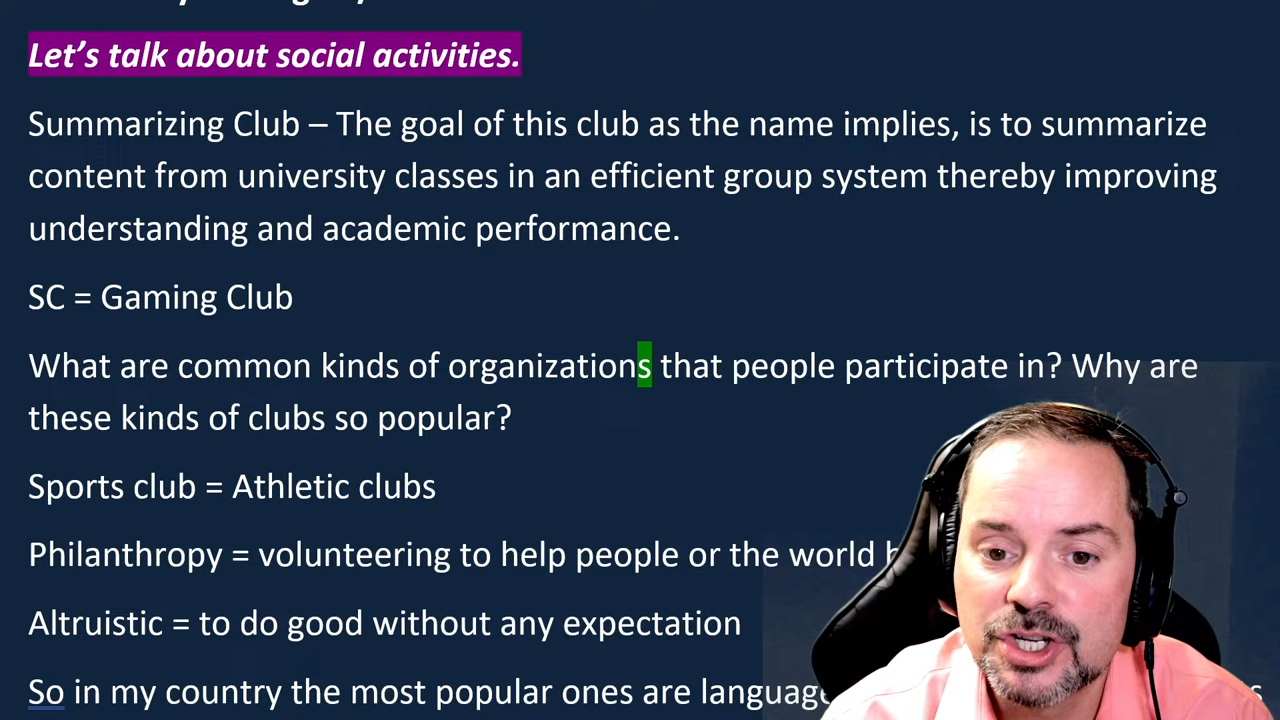 Let’s talk about social activities.
Summarizing Club – The goal of this club as the name implies, is to summarize
content from university classes in an efficient group system thereby improving
understanding and academic performance.
SC = Gaming Club
What are common kinds of organizations that people participate in? Why are
these kinds of clubs so popular?
Sports club = Athletic clubs
Philanthropy = volunteering to help people or the world
Altruistic = to do good without any expectation
So in my country the most popular ones are language